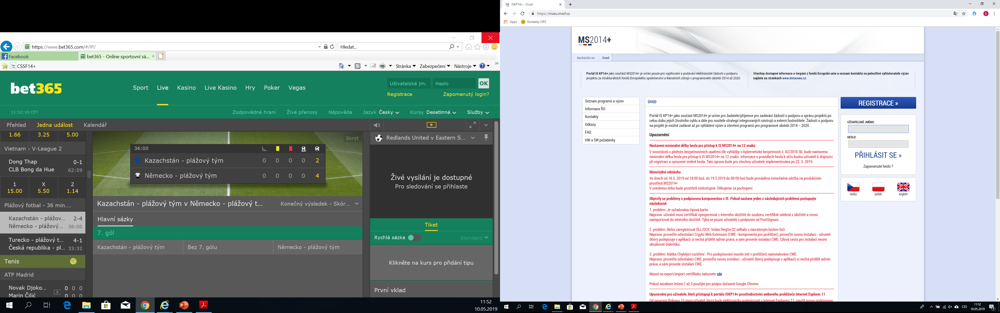 https://www.bet365.com/#/IP/
Hledat...
Facebook
bet365 - Online sportovní sá...
CSSF14+
Stránka
Zabezpečení
Nástroje
bet365
Sport
Live
Kasino
Live Kasino
Hry
Poker
Vegas
Uživatelské jm.
Heslo
OK
Registrace
Zapomenutý login?
11:52:10 CET
Zodpovědné hraní
Živé přenosy
Nápověda
Jazyk Česky
Kursy Desetinné
Služby
Přehled
Jedna událost
Kalendář
1.66 3.25 5.00
Vietnam - V-League 2
Dong Thap 0-1
CLB Bong da Hue 62:59
1 X 2
15.00 5.50 1.14
Plážový fotbal - 36 min....
Kazachstán - plážov... 2-4
Německo - plážový... 36:00
Turecko - plážový t... 4-1
Česká republika - pl... 33:32
Tenis
ATP Madrid
Novak Djoko... 0 0 0
Marin Čilić 0 0 0
Skrýt
36:00
Kazachstán - plážový tým 0 0 0 0 2
Německo - plážový tým 0 0 0 0 4
Kazachstán - plážový tým v Německo - plážový t...
Konečný výsledek - Skór...
Hlavní sázky
7. gól
Kazachstán - plážový tým
Bez 7. gólu
Německo - plážový tým
Redlands United v Eastern S...
Živé vysílání je dostupné
Pro sledování se přihlaste
Tiket
Rychlá sázka
Standard
Klikněte na kurs pro přidání tipu
První vklad
11:52
10.05.2019
ISKP14+ : Úvod
https://mseu.mssf.cz
D
Apps
Kontakty OPZ
MS2014+
Nacházíte se:
Úvod
Portál IS KP14+ jako součást MS2014+ je určen pouze pro vyplňování a podávání elektronické žádosti o podporu
projektu ze strukturálních fondů Evropského společenství a Národních zdrojů v programovém období 2014 až 2020.
Všechny dostupné informace o čerpání z fondů Evropské unie a seznam kontaktů na jednotlivé vyhlašovatele výzev
najdete na stránkách www.dotaceeu.cz.
Seznam programů a výzev
Informace ŘO
Kontakty
Odkazy
FAQ
HW a SW požadavky
ÚVOD
Portál IS KP14+ jako součást MS2014+ je určen pro žadatele/příjemce pro zadávání žádostí o podporu a správu projektů po
celou dobu jejich životního cyklu a dále pro nositele strategií integrovaných nástrojů a externí hodnotitele. Žádosti o podporu
na projekt je možné zadávat až po vyhlášení výzev a otevření programů pro programové období 2014 – 2020.
Upozornění
Nastavení minimální délky hesla pro přístup k IS MS2014+ na 12 znaků
V souvislosti s plněním bezpečnostních opatření dle vyhlášky o kybernetické bezpečnosti č. 82/2018 Sb. bude nastavena
minimální délka hesla pro přístup k IS MS2014+ na 12 znaků. Informace o pravidlech hesla k účtu budou uživateli k dispozici
při registraci a vynucené změně hesla. Tato úprava bude pro všechny uživatele implementována po 22. 5. 2019.
Mimořádná odstávka
Ve dnech od 18.5. 2019 od 18:00 hod. do 19.5 2019 do 08:00 hod bude prováděna mimořádná údržba na produkčním
prostředí MS2014+.
V uvedenou dobu bude prostředí nedostupné. Děkujeme za pochopení.
Objevily se problémy s podpisovou komponentou v IE. Pokud nastane jeden z následujících problémů postupujte
následovně:
1. problém: Je vyžadována čipová karta.
Náprava: uživatel musí certifikát vyexportovat z interního úložiště do souboru, certifikát odebrat z úložiště a znovu
naimportovat do interního úložiště. Týká se pouze uživatelů s podpisem od PostSignum.
2. problém: Nelze zaregistrovat DLL/OCX: Volání RegSvr32 selhalo s návratovým kodem 0x3.
Náprava: proveďte odinstalaci Crypto Web Extension (CWE - komponenta pro prohlížeč), proveďte novou instalaci - uživatel
(který podepisuje v aplikaci) si nechá přidělit admin práva, a sám provede instalaci CWE. Cílová cesta pro instalaci nesmí
obsahovat diakritiku.
3. problém: hláška Chybějící rozšíření - Pro podepisování musíte mít v prohlížeči nainstalováno CWE.
Náprava: proveďte odinstalaci CWE, proveďte novou instalaci - uživatel (který podepisuje v aplikaci) si nechá přidělit admin
práva, a sám provede instalaci CWE.
Návod na export/import certifikátu naleznete zde
Pokud nezabere řešení 1 až 3 použijte pro podpis dočasně Google Chrome.
Upozornění pro uživatele, kteří přistupují k portálu ISKP14+ prostřednictvím webového prohlížeče Internet Explorer 11
Od nasazení Releasu 15 musí uživatel, který bude elektronicky podepisovat v Internet Exploreru 11, použít novou podpisovou
REGISTRACE »
UŽIVATELSKÉ JMÉNO:
HESLO:
PŘIHLÁSIT SE »
Zapomenuté heslo ?
česky
polski
english
CES
11:52
10.05.2019